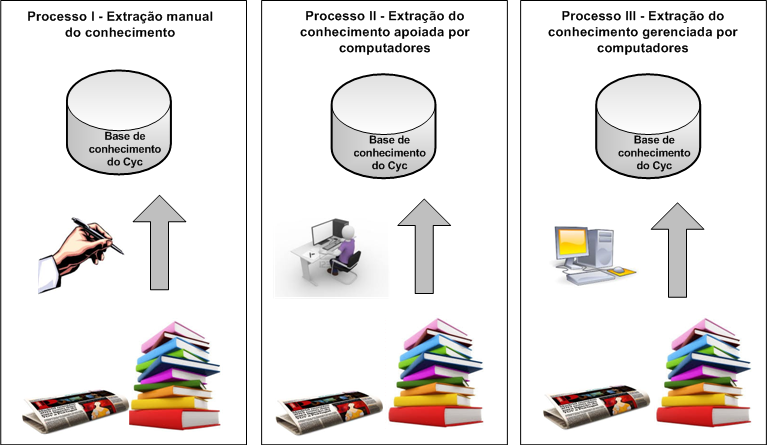 Processo I - Extração manual
do conhecimento
Base de
conhecimento
do Cyc
Processo II - Extração do
conhecimento apoiada por
computadores
Base de
conhecimento
do Cyc
Processo III - Extração do
conhecimento gerenciada por
computadores
Base de
conhecimento
do Cyc